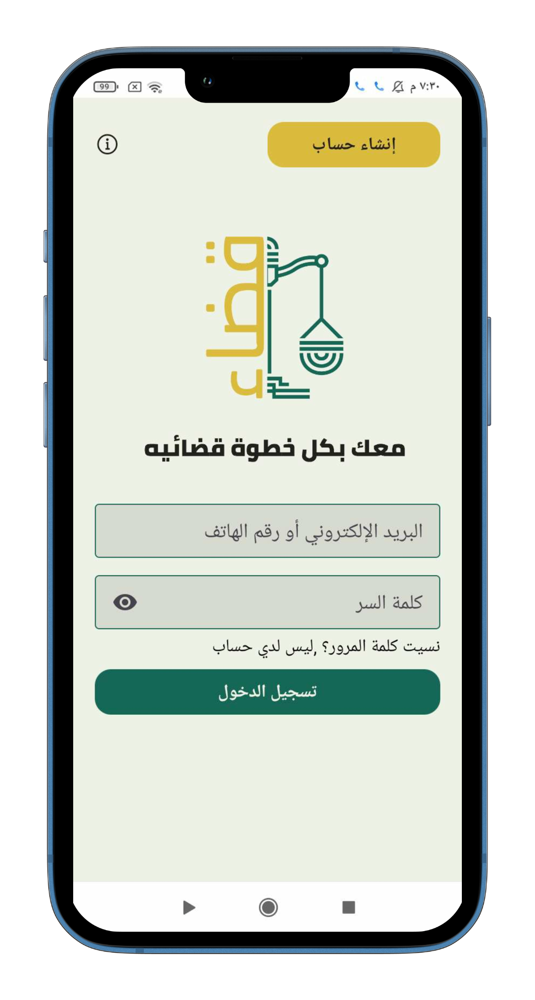 ٧:٣٠ م
99
إنشاء حساب
قضاء
معك بكل خطوة قضائيه
البريد الإلكتروني أو رقم الهاتف
كلمة السر
نسيت كلمة المرور؟ ,ليس لدي حساب
تسجيل الدخول